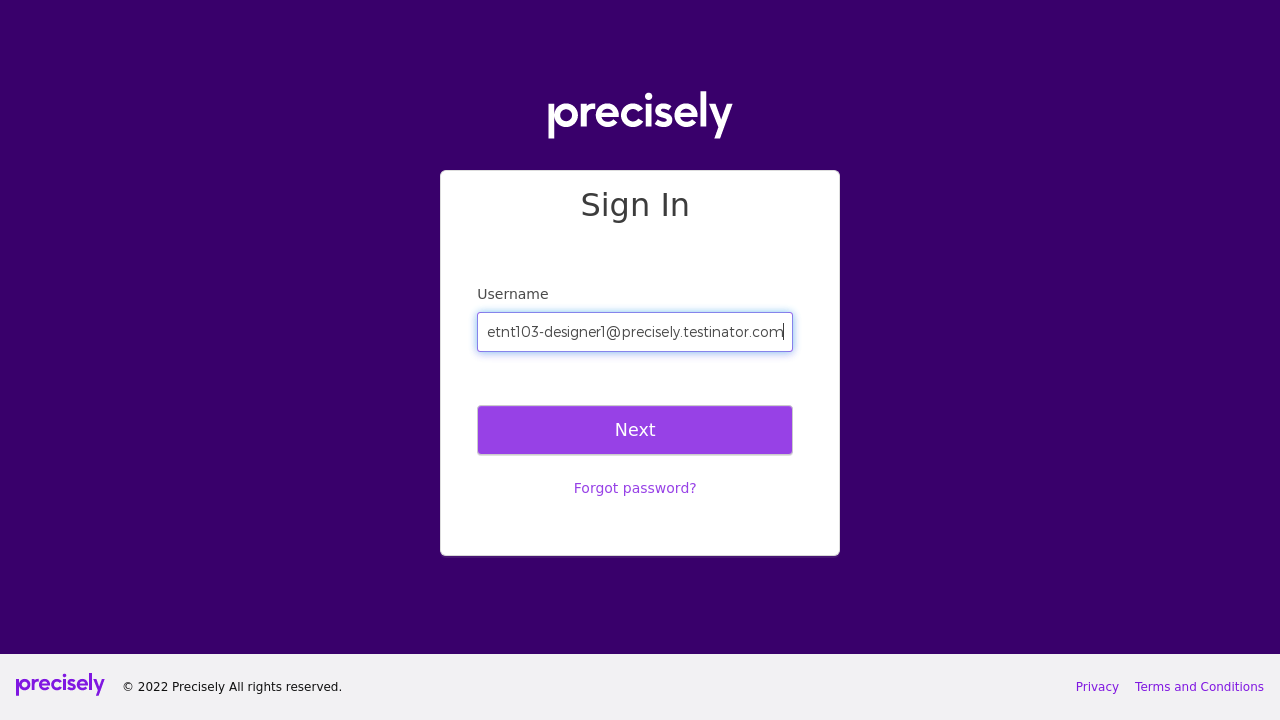 precisely
Sign In
Username
etnt103-designer1@precisely.testinator.com
Next
Forgot password?
precisely © 2022 Precisely All rights reserved. Privacy Terms and Conditions